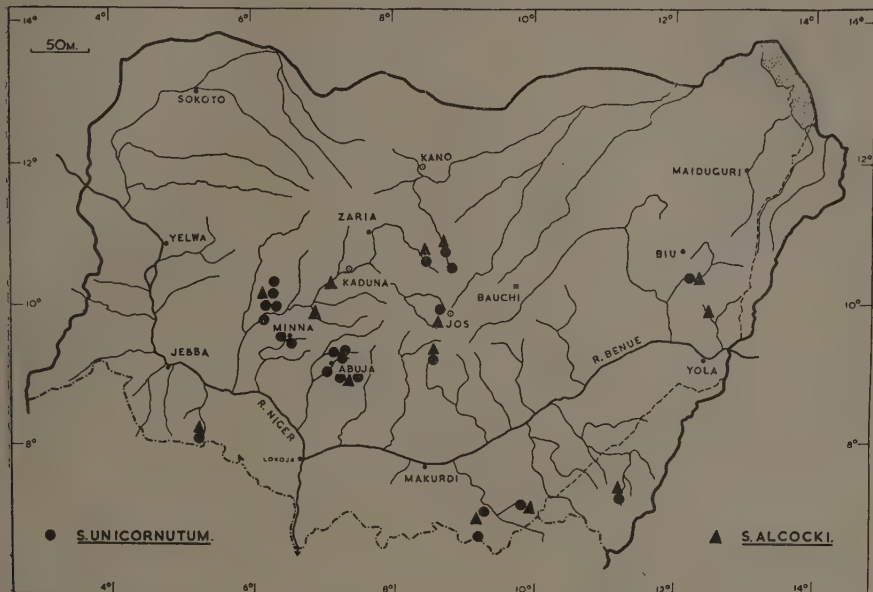 4° 6° 8° 10° 12° 14° 14°
14°
50M.
SOKOTO
12° 12°
KANO
MAIDUGURI
ZARIA
YELWA
BIU
KADUNA
BAUCHI
10° 10°
JOS
MINNA
JEBBA
ABUJA
R. BENUE
YOLA
R. NIGER
8° 8°
LOKOJA
MAKURDI
S. UNICORNUTUM.
S. ALCOCKI.
4° 6° 8° 10° 12° 14°